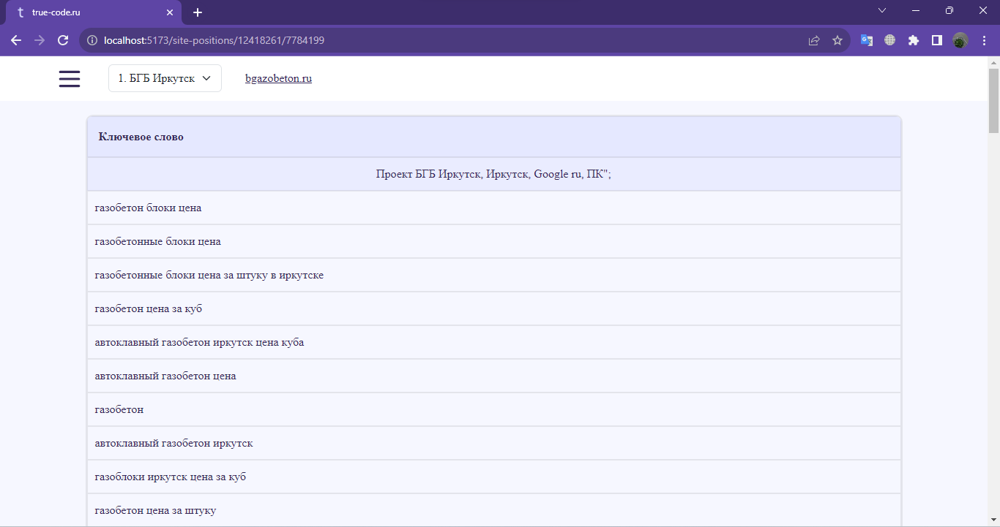 true-code.ru
localhost:5173/site-positions/12418261/7784199
1. БГБ Иркутск
bgazobeton.ru
Ключевое слово
Проект БГБ Иркутск, Иркутск, Google ru, ПК";
газобетон блоки цена
газобетонные блоки цена
газобетонные блоки цена за штуку в иркутске
газобетон цена за куб
автоклавный газобетон иркутск цена куба
автоклавный газобетон цена
газобетон
автоклавный газобетон иркутск
газоблоки иркутск цена за куб
газобетон цена за штуку